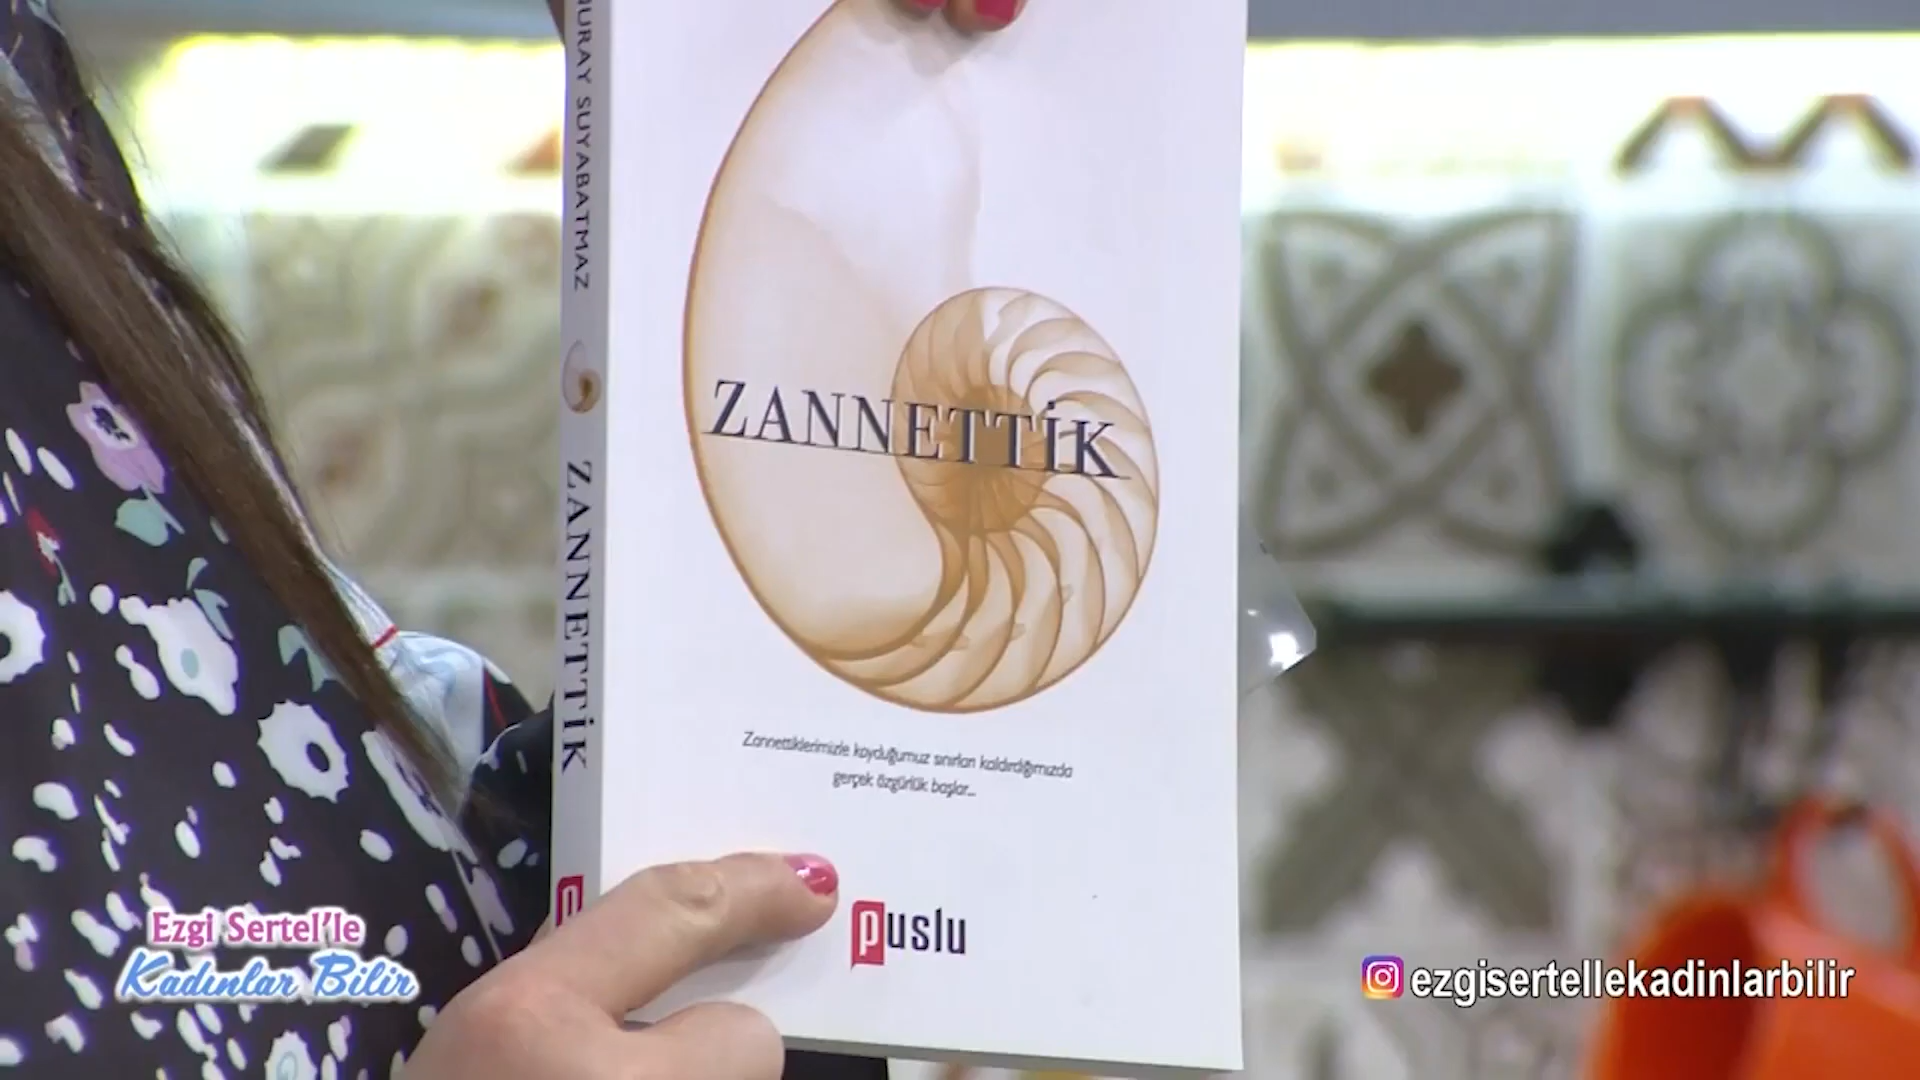 SUYABATMAZ
ZANNETTİK
ZANNETTİK
Zannettiklerimizle koyduğumuz sınırları kaldırdığımızda
gerçek özgürlük başlar...
puslu
Ezgi Sertel'le
Kadınlar Bilir
ezgisertellekadinlarbilir